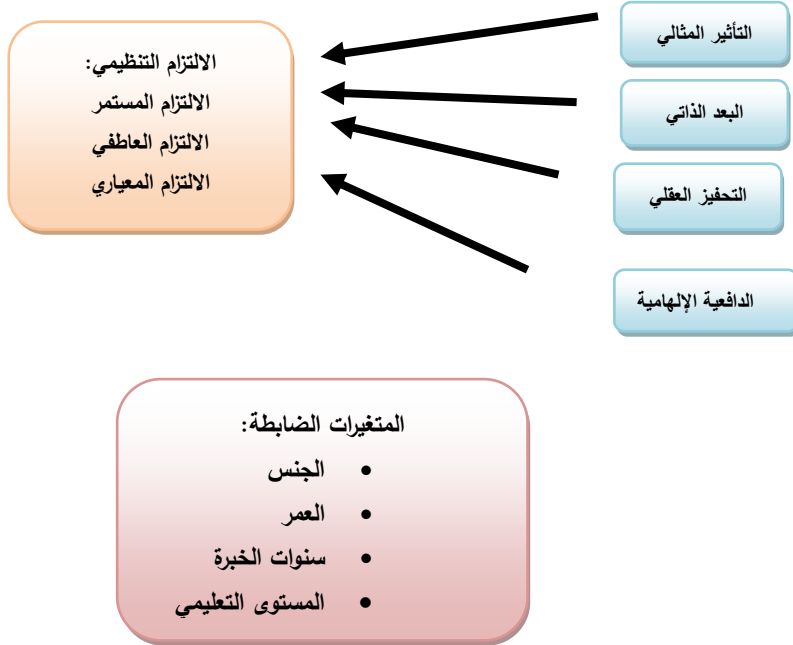 التأثير المثالي
البعد الذاتي
التحفيز العقلي
الدافعية الإلهامية
الالتزام التنظيمي:
الالتزام المستمر
الالتزام العاطفي
الالتزام المعياري
المتغيرات الضابطة:
• الجنس
• العمر
• سنوات الخبرة
• المستوى التعليمي